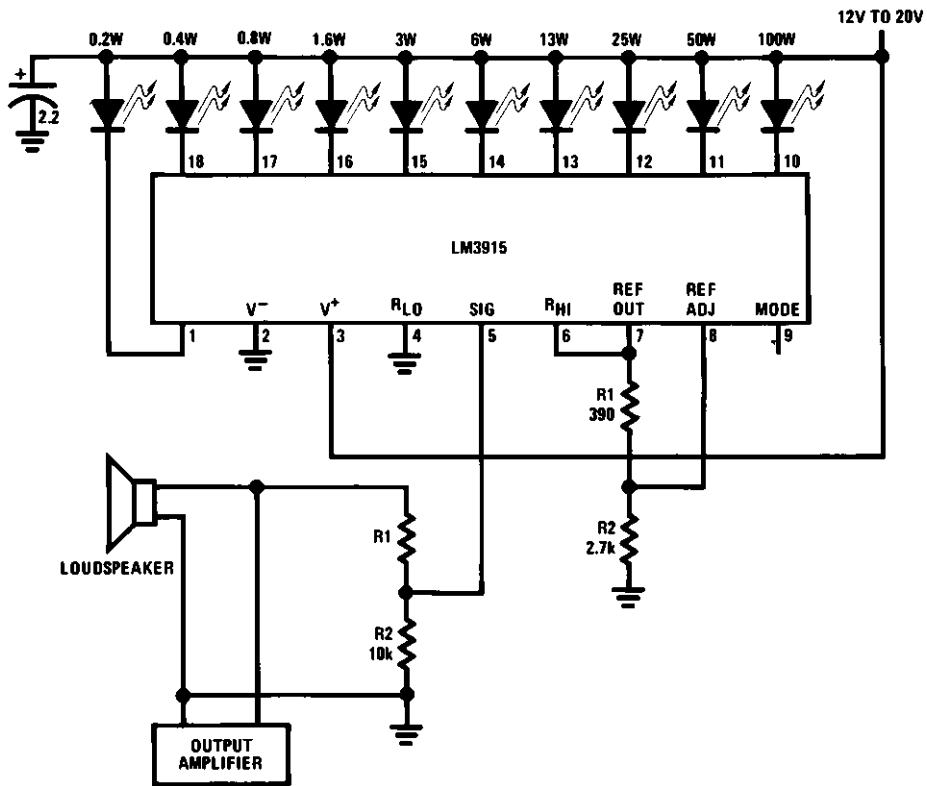 12V TO 20V
0.2W 0.4W 0.8W 1.6W 3W 6W 13W 25W 50W 100W
+
2.2
18 17 16 15 14 13 12 11 10
LM3915
V− V+ RLO SIG RHI REF OUT REF ADJ MODE
1 2 3 4 5 6 7 8 9
R1
390
R2
2.7k
LOUDSPEAKER
R1
R2
10k
OUTPUT
AMPLIFIER